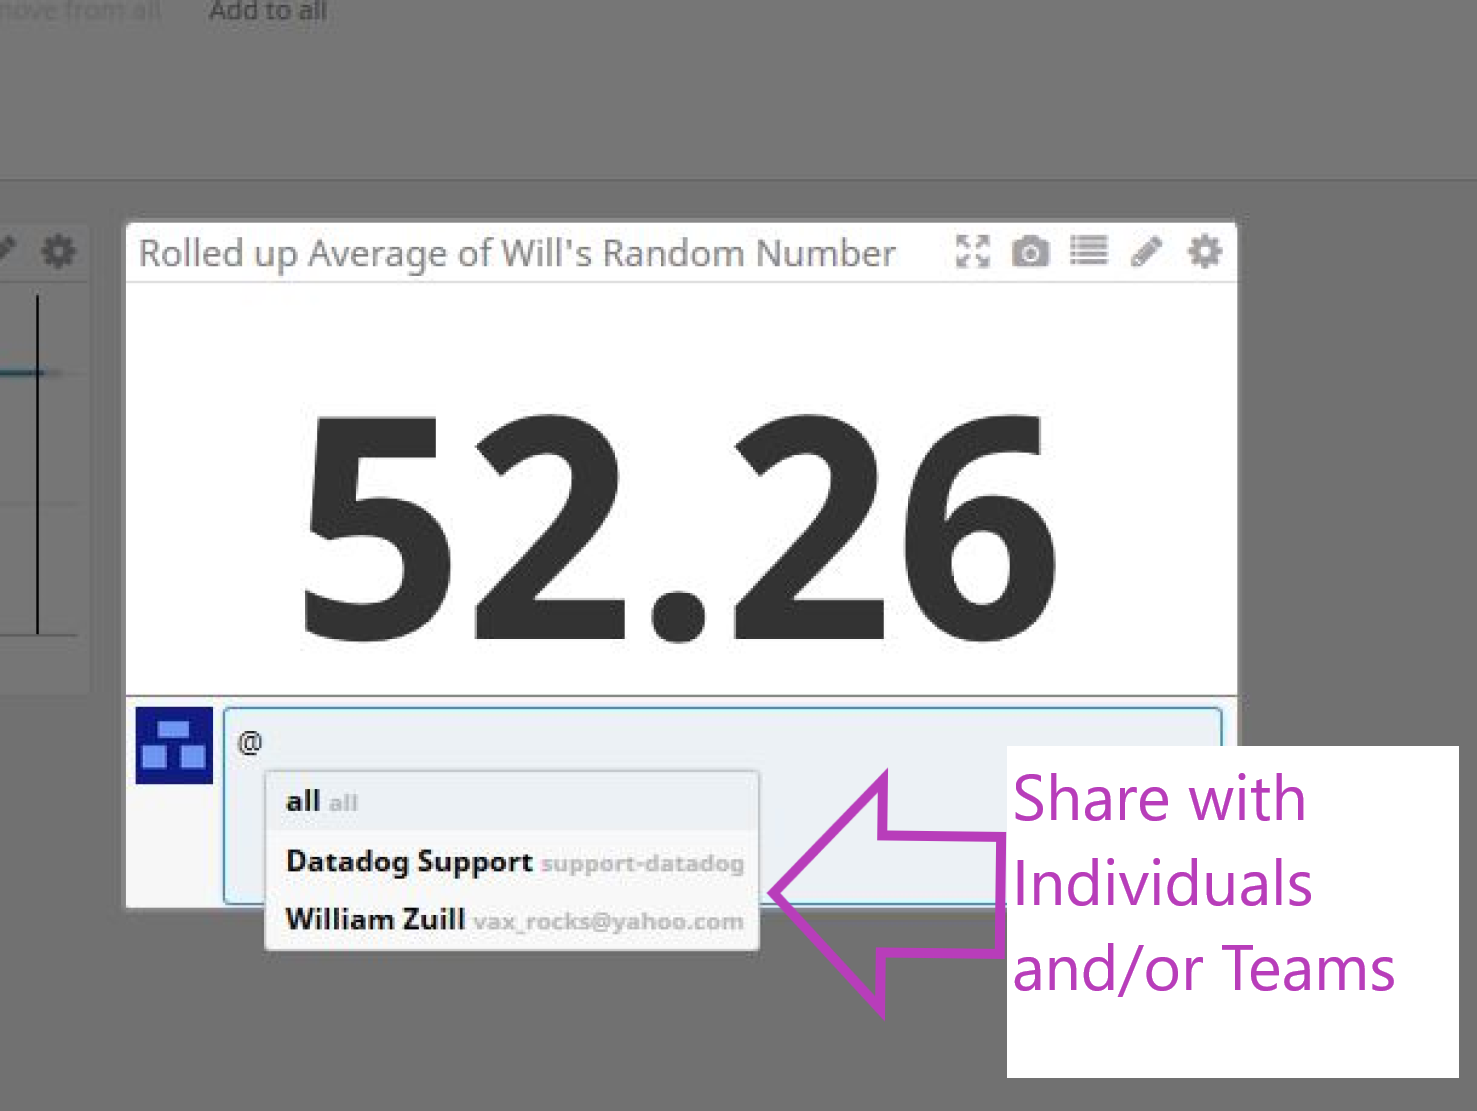 move from all Add to all
Rolled up Average of Will's Random Number
52.26
@
all all
Datadog Support support-datadog
William Zuill vax_rocks@yahoo.com
Share with
Individuals
and/or Teams